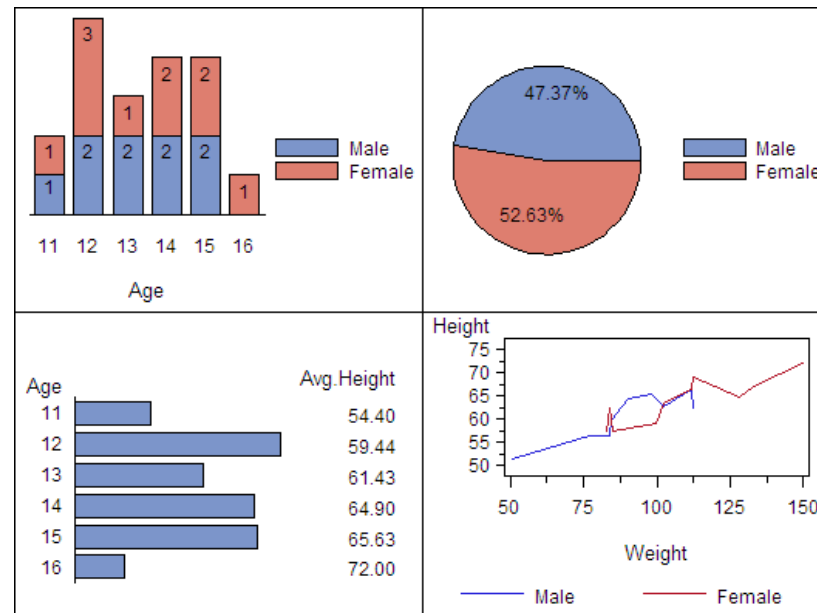 3
2 2
1
1 2 2 2 2 1
1
Male
Female
11 12 13 14 15 16
Age
47.37%
52.63%
Male
Female
Age Avg.Height
11 54.40
12 59.44
13 61.43
14 64.90
15 65.63
16 72.00
Height
75
70
65
60
55
50
50 75 100 125 150
Weight
Male Female